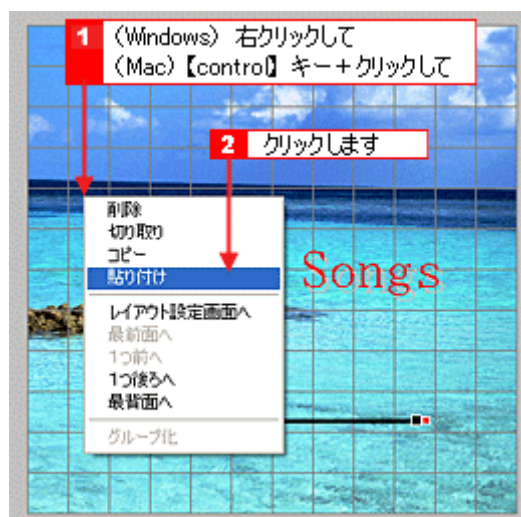 1 （Windows） 右クリックして
（Mac）【control】 キー＋クリックして
2 クリックします
削除
切り取り
コピー
貼り付け
Songs
レイアウト設定画面へ
最前面へ
1つ前へ
1つ後ろへ
最背面へ
グループ化